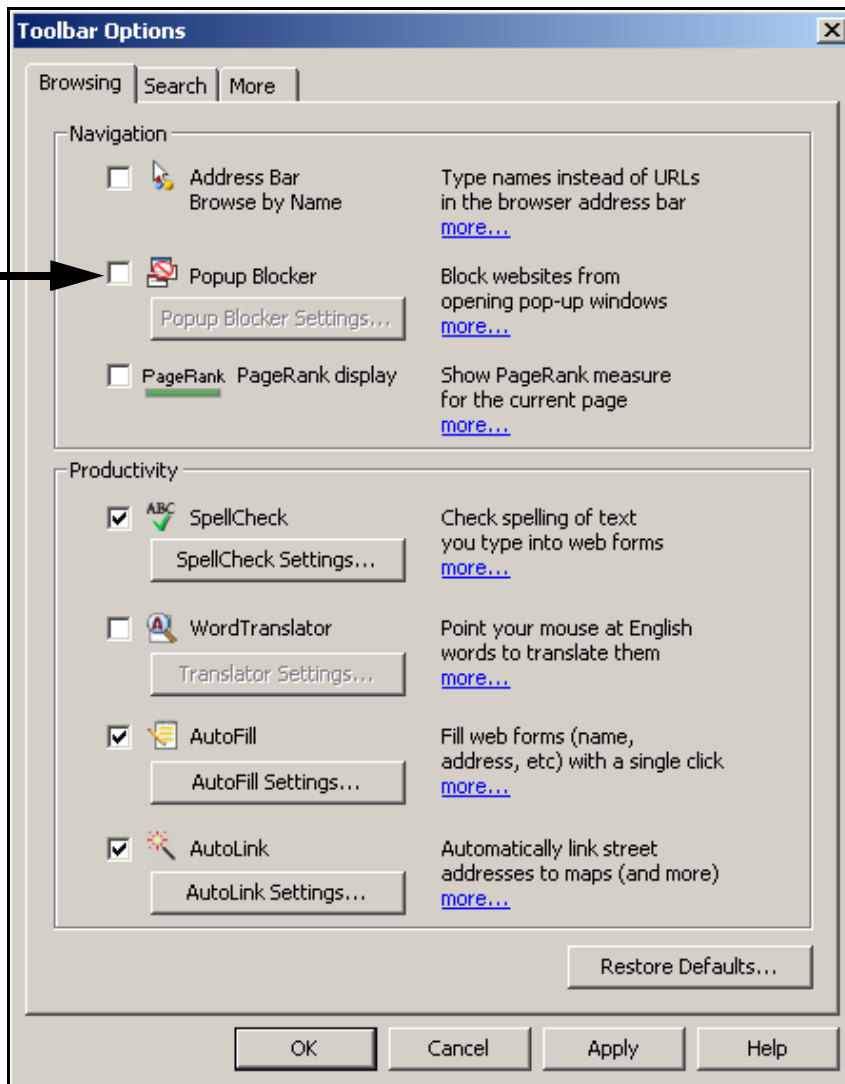 Toolbar Options
Browsing
Search
More
Navigation
Address Bar
Browse by Name
Type names instead of URLs
in the browser address bar
more...
Popup Blocker
Popup Blocker Settings...
Block websites from
opening pop-up windows
more...
PageRank
PageRank display
Show PageRank measure
for the current page
more...
Productivity
ABC
SpellCheck
SpellCheck Settings...
Check spelling of text
you type into web forms
more...
A
WordTranslator
Translator Settings...
Point your mouse at English
words to translate them
more...
AutoFill
AutoFill Settings...
Fill web forms (name,
address, etc) with a single click
more...
AutoLink
AutoLink Settings...
Automatically link street
addresses to maps (and more)
more...
Restore Defaults...
OK
Cancel
Apply
Help